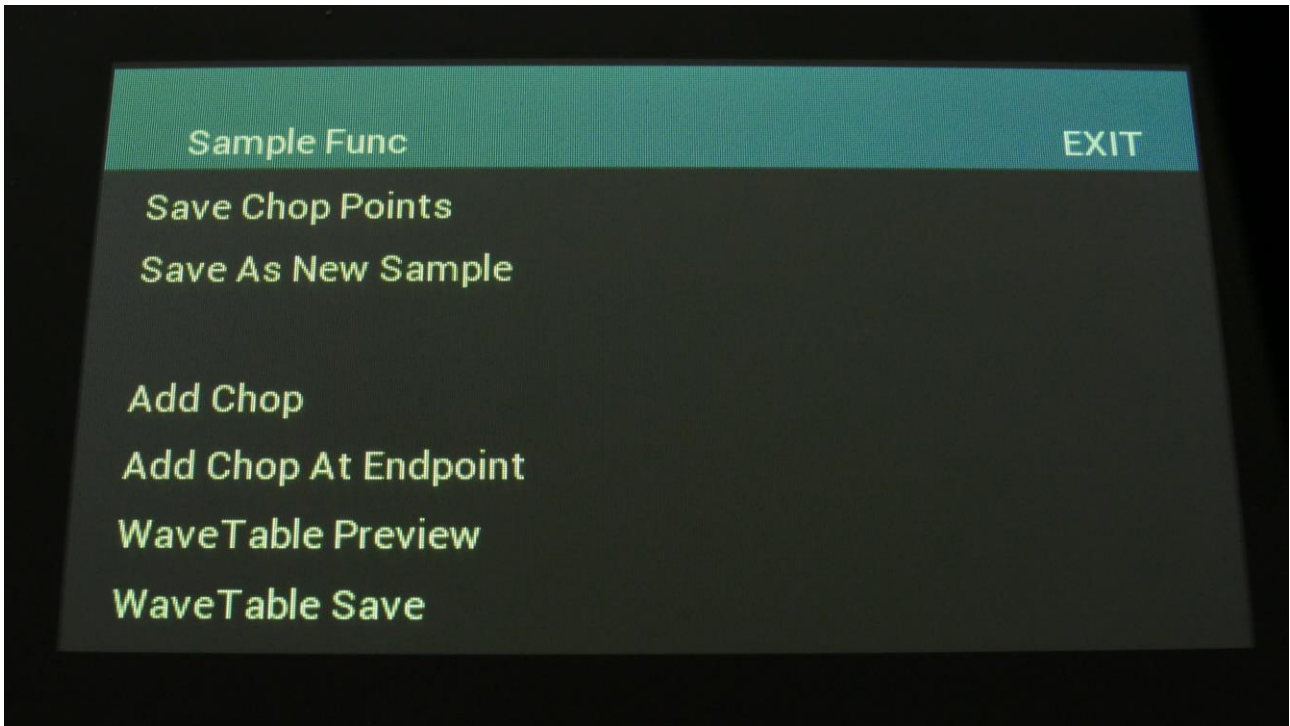 Sample Func EXIT
Save Chop Points
Save As New Sample
Add Chop
Add Chop At Endpoint
WaveTable Preview
WaveTable Save